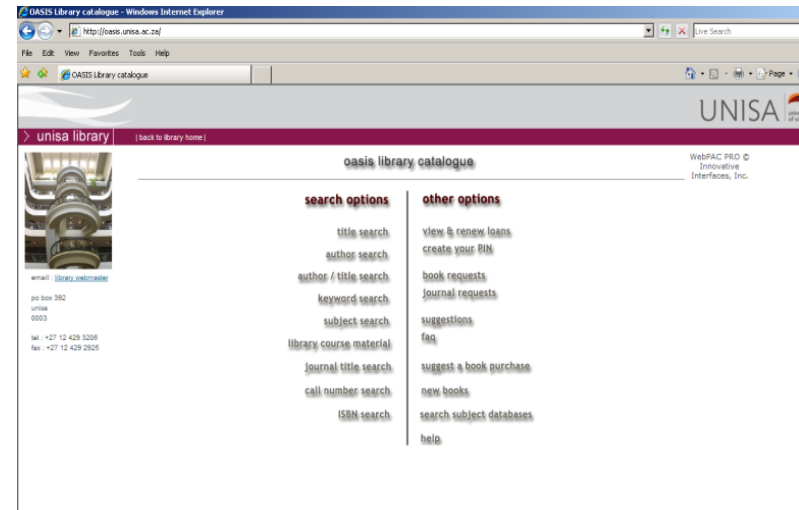 OASIS Library catalogue - Windows Internet Explorer
http://oasis.unisa.ac.za/
Live Search
File Edit View Favorites Tools Help
OASIS Library catalogue
Page
UNISA
> unisa library | back to library home |
oasis library catalogue
WebPAC PRO ©
Innovative
Interfaces, Inc.
search options
title search
author search
author / title search
keyword search
subject search
library course material
journal title search
call number search
ISBN search
other options
view & renew loans
create your PIN
book requests
journal requests
suggestions
faq
suggest a book purchase
new books
search subject databases
help
email : library webmaster
po box 392
unisa
0003
tel : +27 12 429 3206
fax : +27 12 429 2925